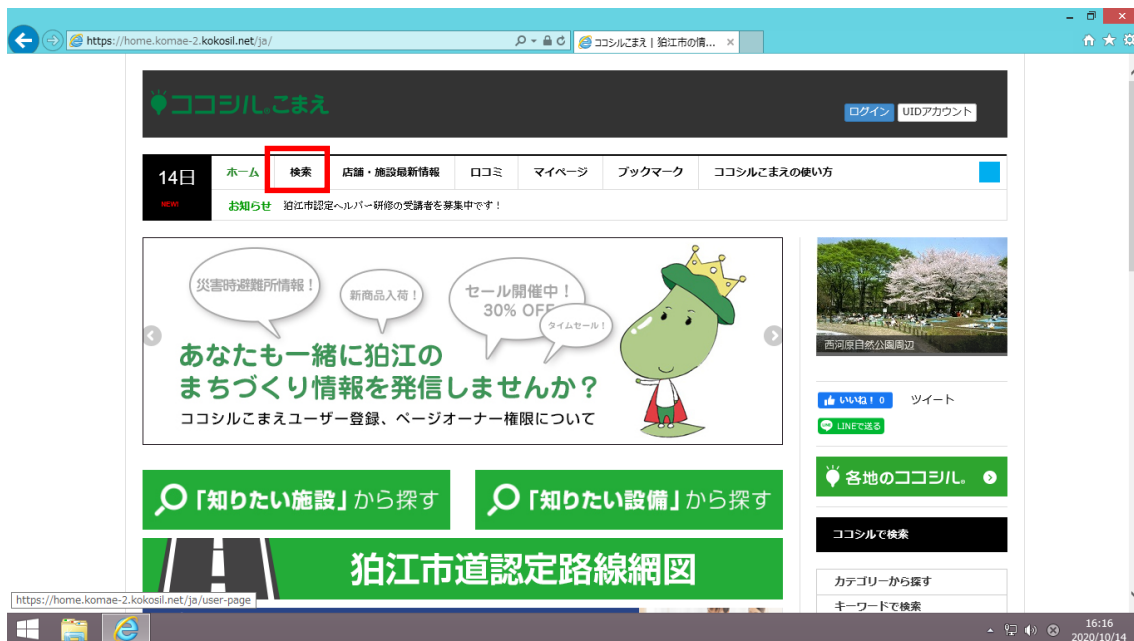 https://home.komae-2.kokosil.net/ja/
ココシルこまえ | 狛江市の情...
ココシル。こまえ
ログイン
UIDアカウント
14日
NEW!
ホーム
検索
店舗・施設最新情報
口コミ
マイページ
ブックマーク
ココシルこまえの使い方
お知らせ
狛江市認定ヘルパー研修の受講者を募集中です!
災害時避難所情報!
新商品入荷!
セール開催中!
30% OFF
タイムセール!
あなたも一緒に狛江の
まちづくり情報を発信しませんか?
ココシルこまえユーザー登録、ページオーナー権限について
西河原自然公園周辺
いいね! 0
ツイート
LINEで送る
各地のココシル。
「知りたい施設」から探す
「知りたい設備」から探す
ココシルで検索
狛江市道認定路線網図
カテゴリーから探す
キーワードで検索
https://home.komae-2.kokosil.net/ja/user-page
16:16
2020/10/14